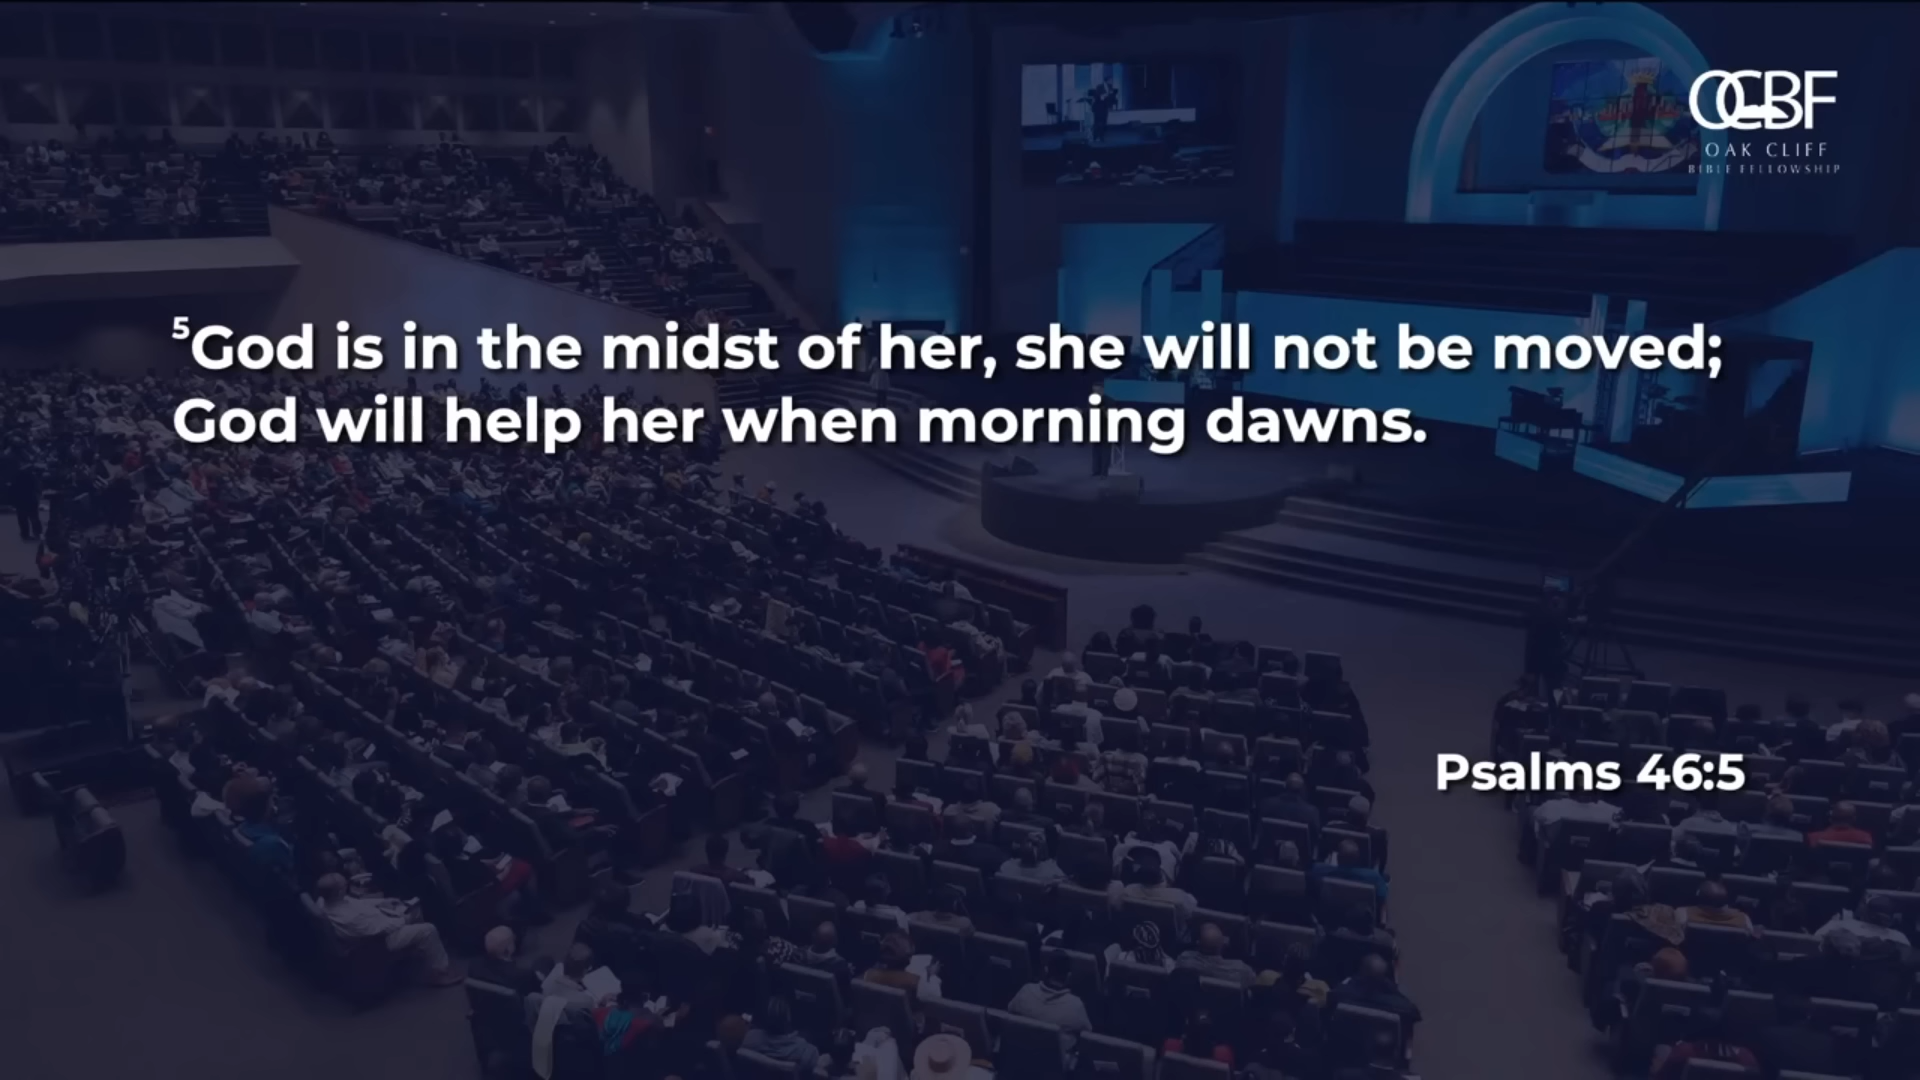 OCBF
OAK CLIFF
BIBLE FELLOWSHIP
⁵God is in the midst of her, she will not be moved;
God will help her when morning dawns.
Psalms 46:5